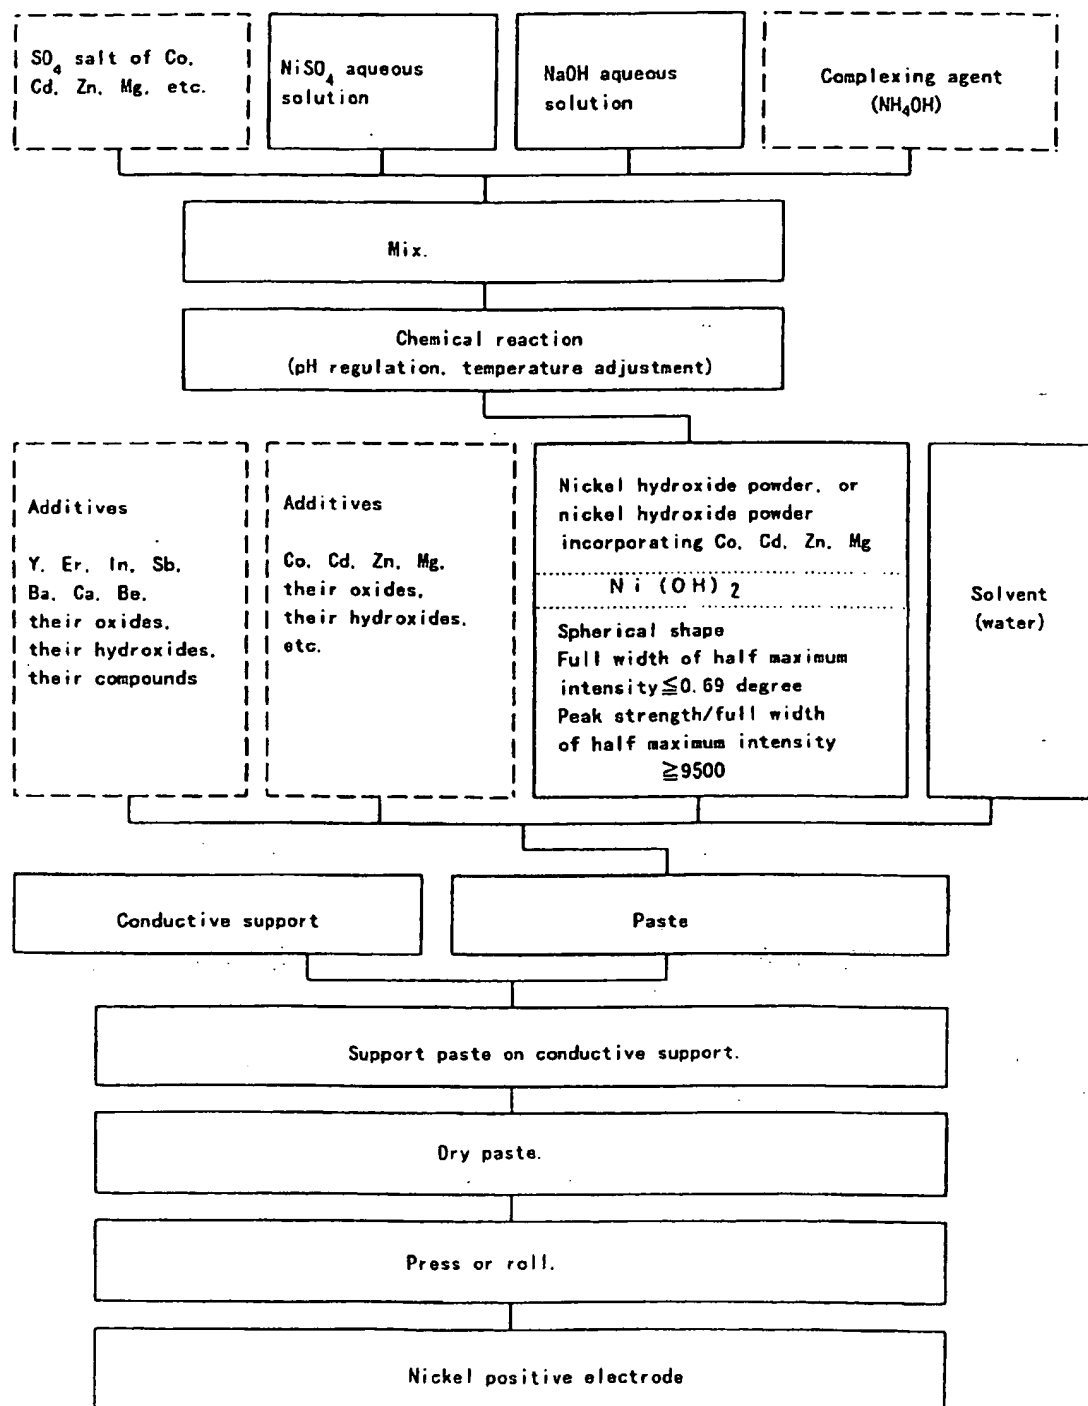 SO4 salt of Co.
Cd. Zn. Mg. etc.
NiSO4 aqueous
solution
NaOH aqueous
solution
Complexing agent
(NH4OH)
Mix.
Chemical reaction
(pH regulation. temperature adjustment)
Additives
Y. Er. In. Sb.
Ba. Ca. Be.
their oxides.
their hydroxides.
their compounds
Additives
Co. Cd. Zn. Mg.
their oxides.
their hydroxides.
etc.
Nickel hydroxide powder. or
nickel hydroxide powder
incorporating Co. Cd. Zn. Mg
Ni (OH) 2
Spherical shape
Full width of half maximum
intensity≦0.69 degree
Peak strength/full width
of half maximum intensity
≧9500
Solvent
(water)
Conductive support
Paste
Support paste on conductive support.
Dry paste.
Press or roll.
Nickel positive electrode